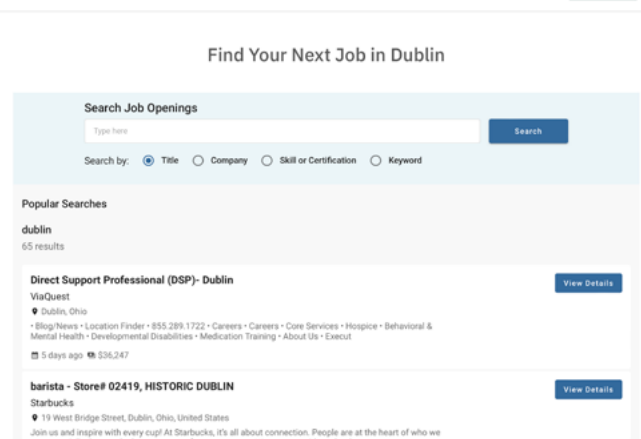 Find Your Next Job in Dublin
Search Job Openings
Type here
Search
Search by: Title Company Skill or Certification Keyword
Popular Searches
dublin
65 results
Direct Support Professional (DSP)- Dublin
View Details
ViaQuest
Dublin, Ohio
• Blog/News • Location Finder • 855.289.1722 • Careers • Careers • Core Services • Hospice • Behavioral &
Mental Health • Developmental Disabilities • Medication Training • About Us • Execut
5 days ago $36,247
barista - Store# 02419, HISTORIC DUBLIN
View Details
Starbucks
19 West Bridge Street, Dublin, Ohio, United States
Join us and inspire with every cup! At Starbucks, it's all about connection. People are at the heart of who we